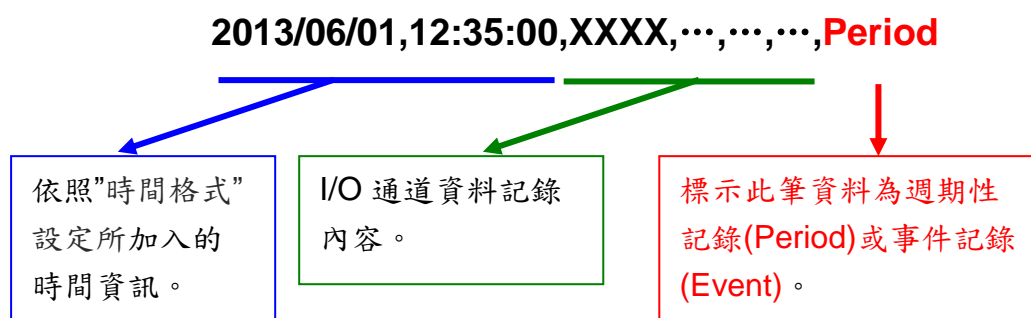 2013/06/01,12:35:00,XXXX,⋯,⋯,⋯,Period
依照”時間格式”
設定所加入的
時間資訊。
I/O 通道資料記錄
內容。
標示此筆資料為週期性
記錄(Period)或事件記錄
(Event)。